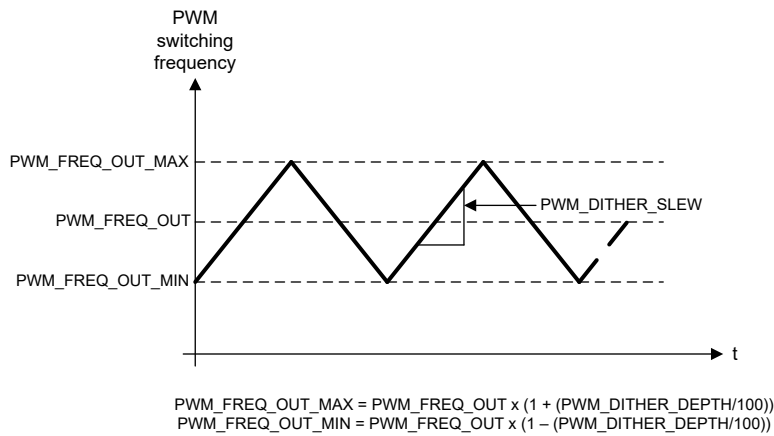 PWM
switching
frequency
PWM_FREQ_OUT_MAX
PWM_FREQ_OUT
PWM_DITHER_SLEW
PWM_FREQ_OUT_MIN
t
PWM_FREQ_OUT_MAX = PWM_FREQ_OUT x (1 + (PWM_DITHER_DEPTH/100))
PWM_FREQ_OUT_MIN = PWM_FREQ_OUT x (1 – (PWM_DITHER_DEPTH/100))